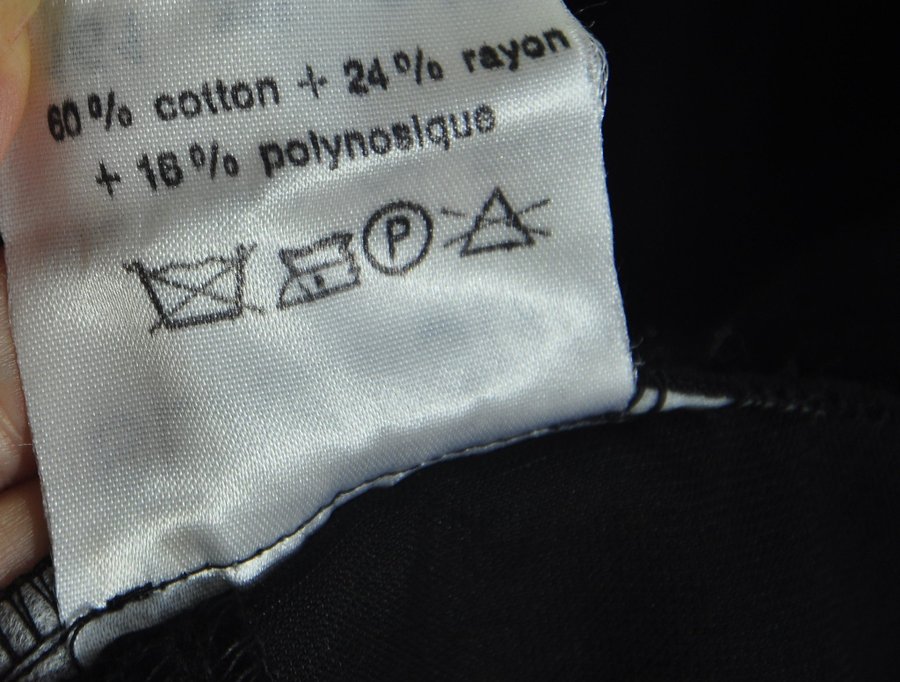 60% cotton + 24% rayon
+ 16% polynosique
P